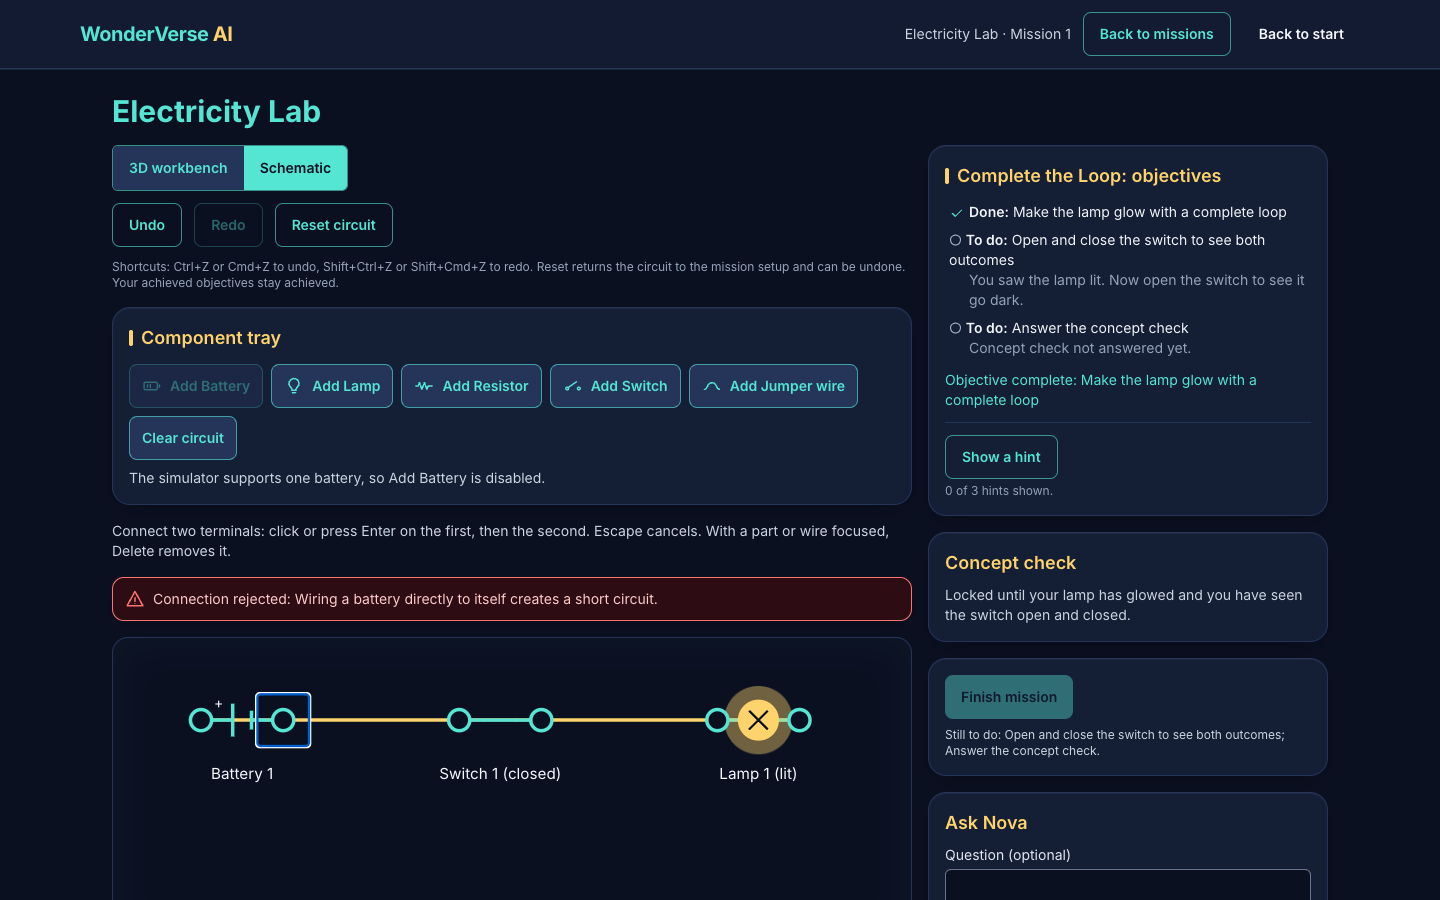 WonderVerse AI
Electricity Lab · Mission 1
Back to missions
Back to start
Electricity Lab
3D workbench
Schematic
Undo
Redo
Reset circuit
Shortcuts: Ctrl+Z or Cmd+Z to undo, Shift+Ctrl+Z or Shift+Cmd+Z to redo. Reset returns the circuit to the mission setup and can be undone.
Your achieved objectives stay achieved.
Component tray
Add Battery
Add Lamp
Add Resistor
Add Switch
Add Jumper wire
Clear circuit
The simulator supports one battery, so Add Battery is disabled.
Connect two terminals: click or press Enter on the first, then the second. Escape cancels. With a part or wire focused,
Delete removes it.
Connection rejected: Wiring a battery directly to itself creates a short circuit.
+
Battery 1
Switch 1 (closed)
Lamp 1 (lit)
Complete the Loop: objectives
Done: Make the lamp glow with a complete loop
To do: Open and close the switch to see both
outcomes
You saw the lamp lit. Now open the switch to see it
go dark.
To do: Answer the concept check
Concept check not answered yet.
Objective complete: Make the lamp glow with a
complete loop
Show a hint
0 of 3 hints shown.
Concept check
Locked until your lamp has glowed and you have seen
the switch open and closed.
Finish mission
Still to do: Open and close the switch to see both outcomes;
Answer the concept check.
Ask Nova
Question (optional)